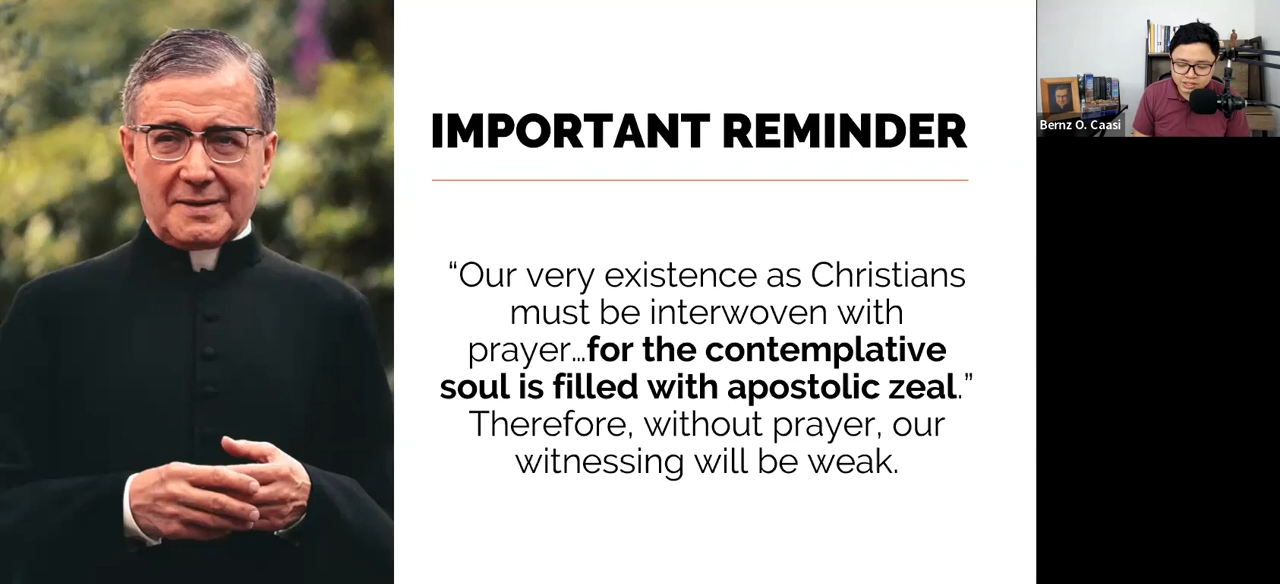 IMPORTANT REMINDER
“Our very existence as Christians
must be interwoven with
prayer…for the contemplative
soul is filled with apostolic zeal.”
Therefore, without prayer, our
witnessing will be weak.
Bernz O. Caasi